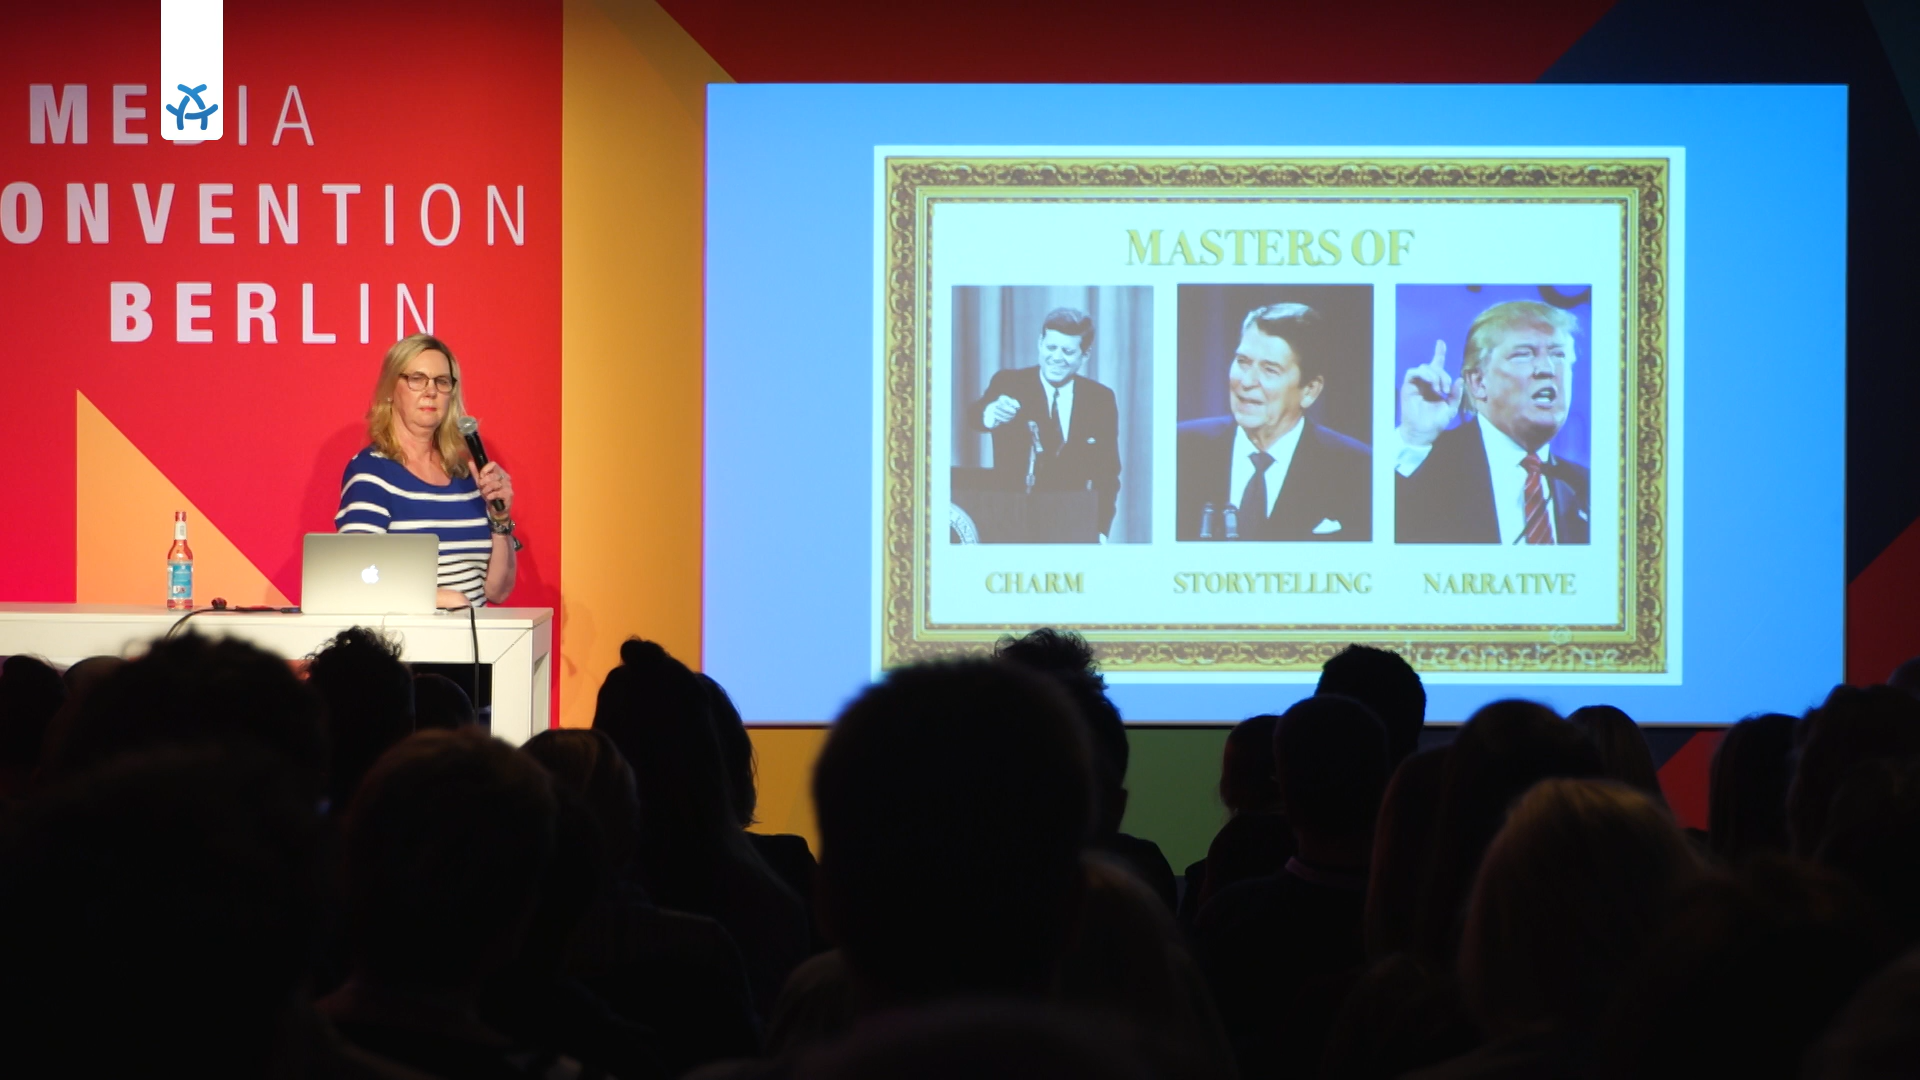 MEDIA
ONVENTION
BERLIN
MASTERS OF
CHARM
STORYTELLING
NARRATIVE